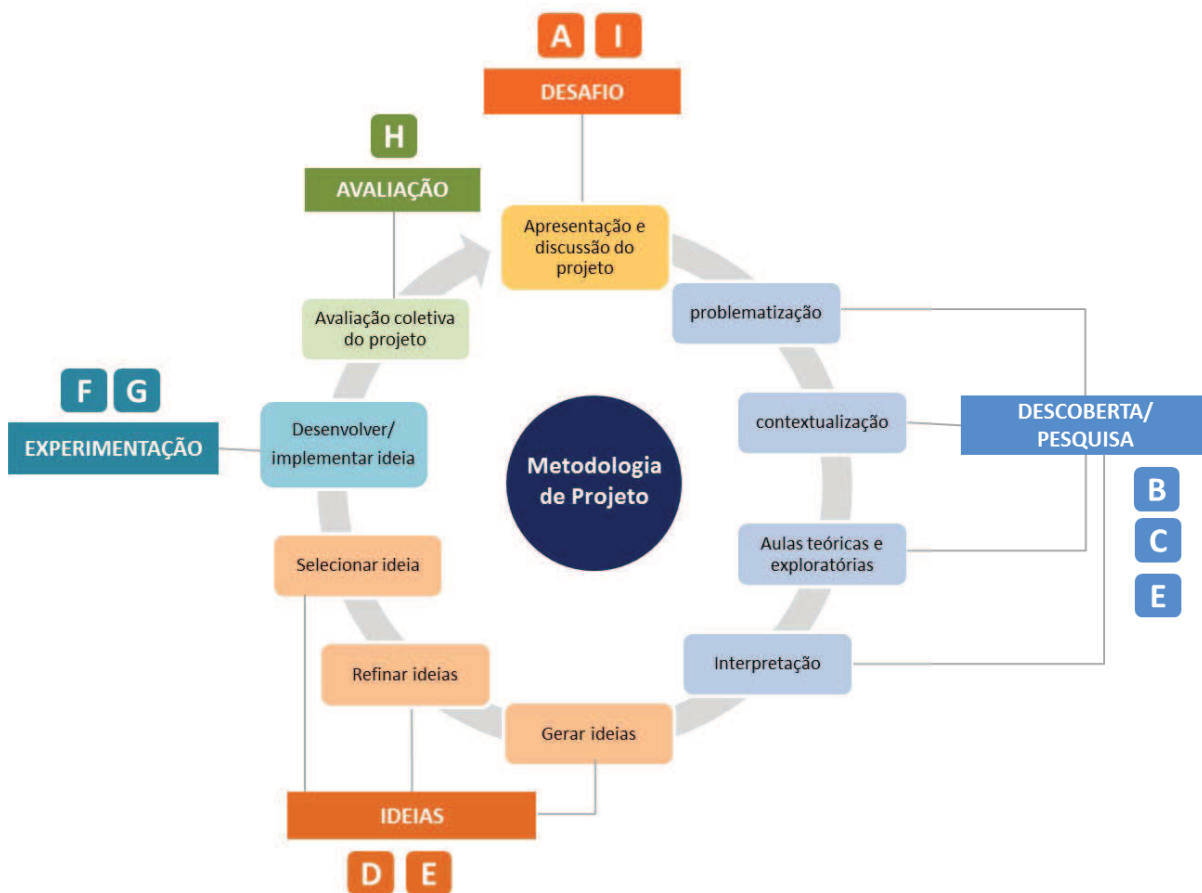 A I
DESAFIO
H
AVALIAÇÃO
Apresentação e
discussão do
projeto
problematização
Avaliação coletiva
do projeto
F G
EXPERIMENTAÇÃO
Desenvolver/
implementar ideia
contextualização
DESCOBERTA/
PESQUISA
B
C
E
Metodologia
de Projeto
Aulas teóricas e
exploratórias
Selecionar ideia
Interpretação
Refinar ideias
Gerar ideias
IDEIAS
D E